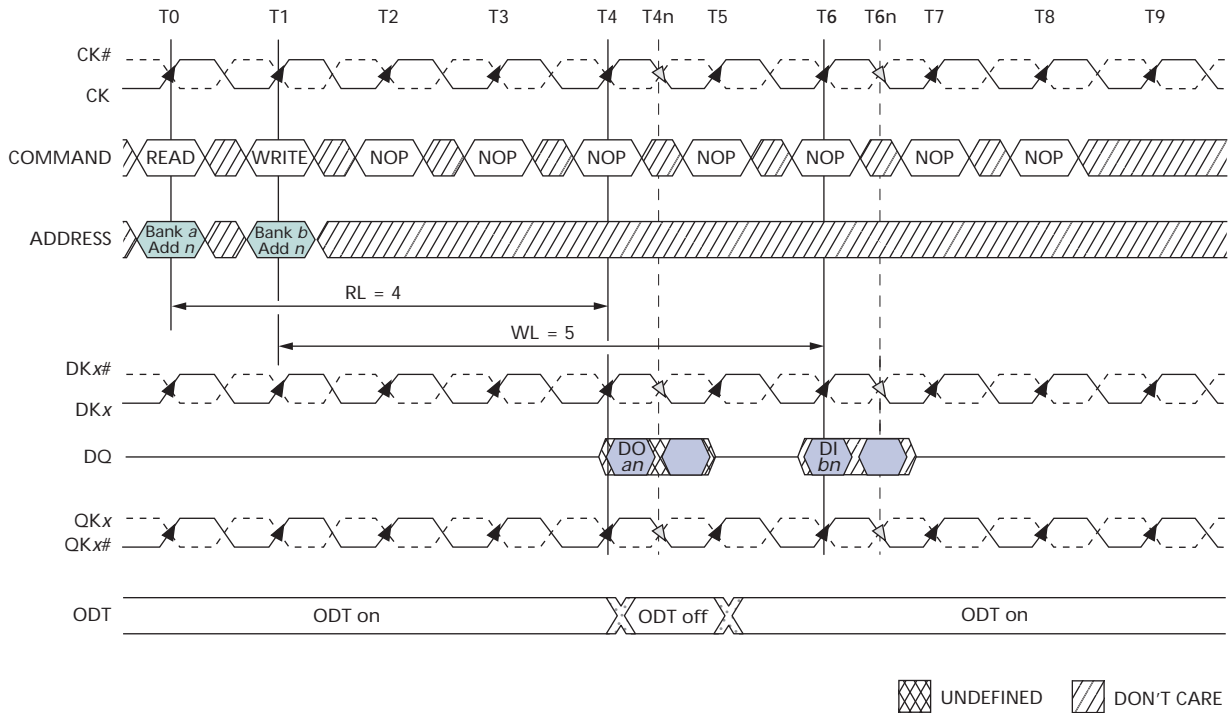 T0 T1 T2 T3 T4 T4n T5 T6 T6n T7 T8 T9
CK#
CK
COMMAND READ WRITE NOP NOP NOP NOP NOP NOP NOP
ADDRESS Bank a Add n Bank b Add n
RL = 4
WL = 5
DKx#
DKx
DQ DO an DI bn
QKx
QKx#
ODT ODT on ODT off ODT on
UNDEFINED DON'T CARE